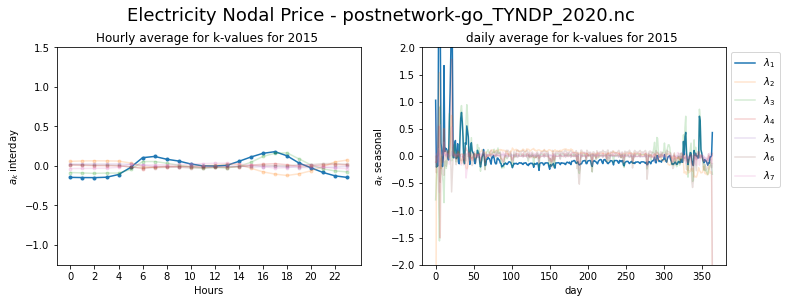 Electricity Nodal Price - postnetwork-go_TYNDP_2020.nc
Hourly average for k-values for 2015
1.5
1.0
0.5
0.0
−0.5
−1.0
a_k interday
0 2 4 6 8 10 12 14 16 18 20 22
Hours
daily average for k-values for 2015
2.0
1.5
1.0
0.5
0.0
−0.5
−1.0
−1.5
−2.0
a_k seasonal
0 50 100 150 200 250 300 350
day
λ₁
λ₂
λ₃
λ₄
λ₅
λ₆
λ₇